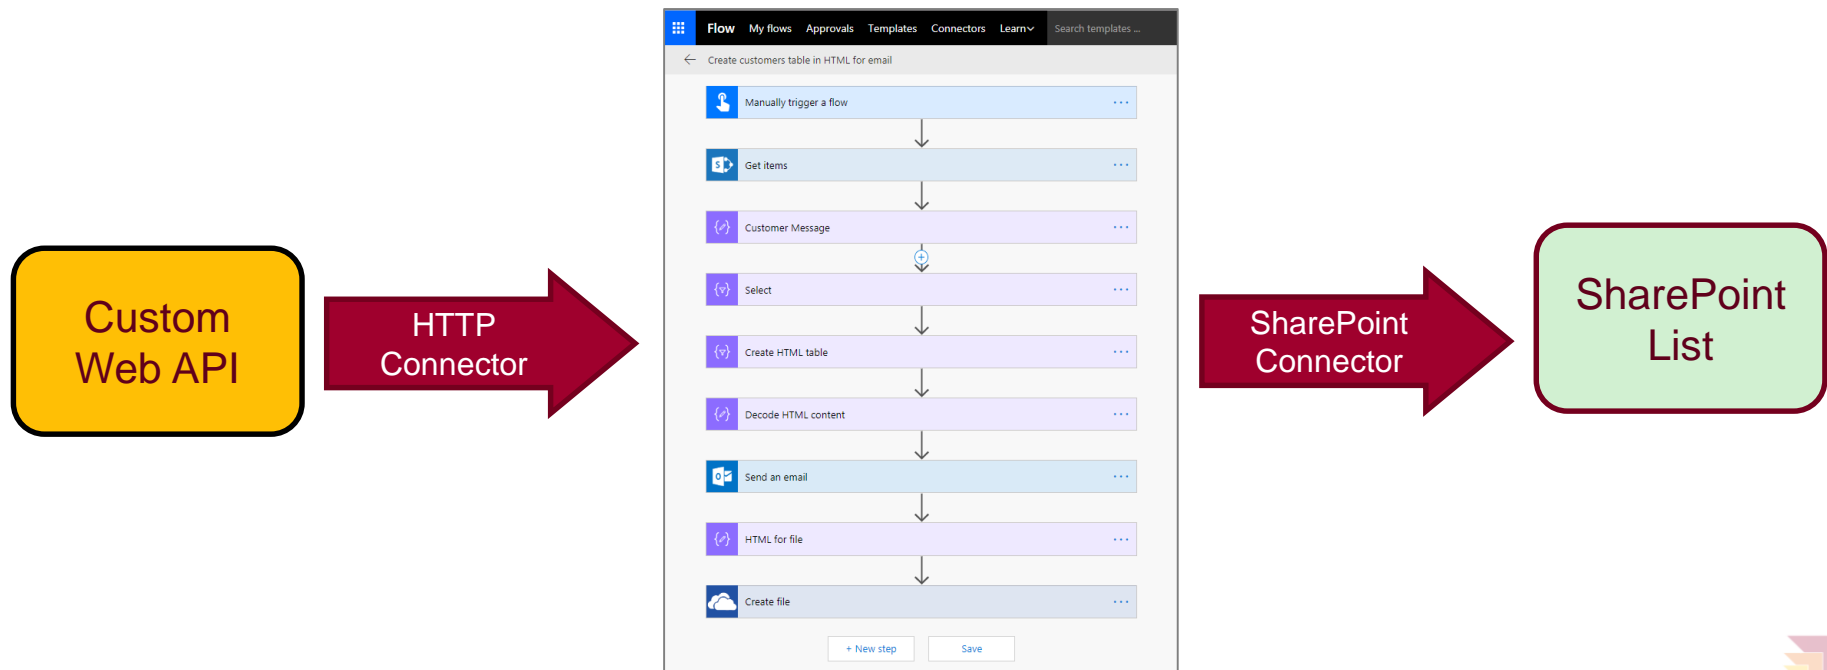 Flow My flows Approvals Templates Connectors Learn Search templates ...
Create customers table in HTML for email
Manually trigger a flow
Get items
Customer Message
Select
Create HTML table
Decode HTML content
Send an email
HTML for file
Create file
+ New step Save
Custom
Web API
HTTP
Connector
SharePoint
Connector
SharePoint
List